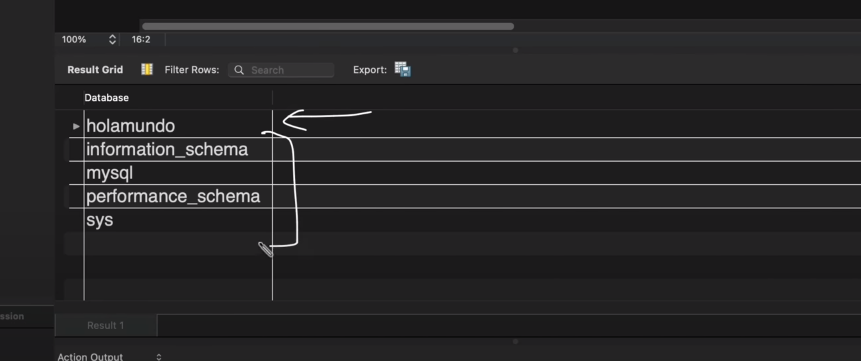 100% 16:2
Result Grid Filter Rows: Search Export:
Database
holamundo
information_schema
mysql
performance_schema
sys
ssion
Result 1
Action Output